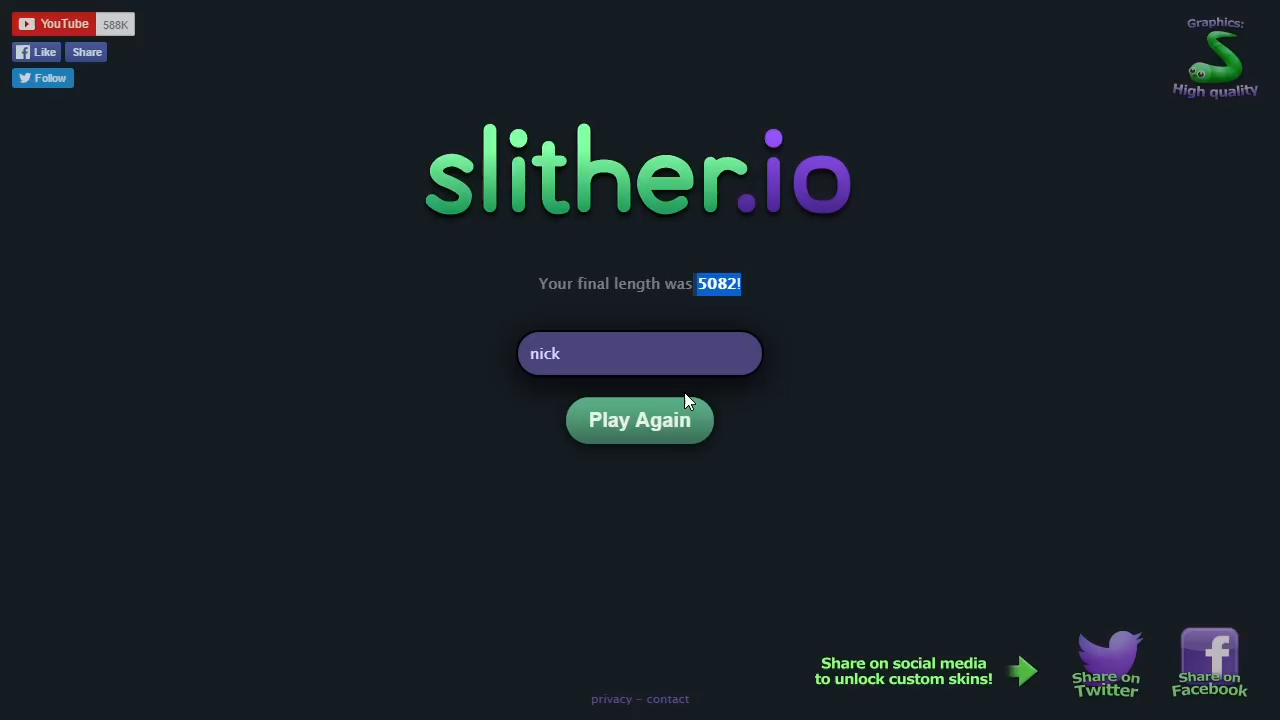 YouTube 588K
Like Share
Follow
Graphics:
High quality
slither.io
Your final length was 5082!
nick
Play Again
Share on social media
to unlock custom skins!
Share on
Twitter
Share on
Facebook
privacy - contact